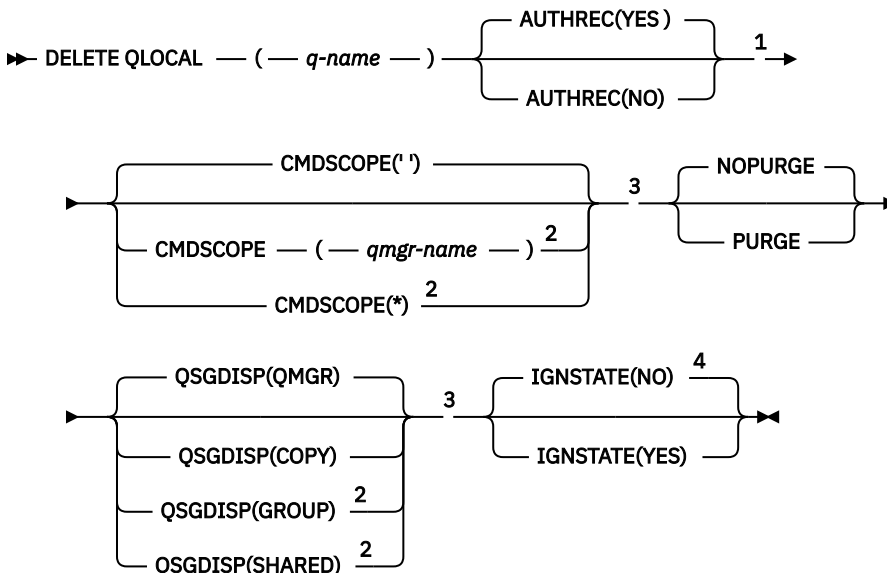 AUTHREC(YES )
DELETE QLOCAL ( q-name ) 1
AUTHREC(NO)
CMDSCOPE(' ') NOPURGE
3
CMDSCOPE ( qmgr-name ) 2 PURGE
CMDSCOPE(*) 2
QSGDISP(QMGR) IGNSTATE(NO) 4
3
QSGDISP(COPY) IGNSTATE(YES)
QSGDISP(GROUP) 2
QSGDISP(SHARED) 2